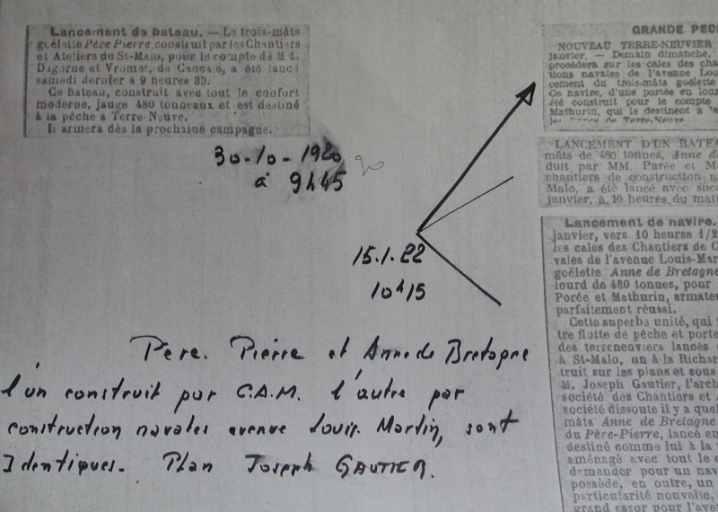 Lancement de bateau. — Le trois-mâts
goélette Père Pierre, construit par les Chantiers
et Ateliers de St-Malo, pour le compte de M.
Dagorne et Vromet, de Cancale, a été lancé
samedi dernier à 9 heures 30.
Ce bateau, construit avec tout le confort
moderne, jauge 480 tonneaux et est destiné
à la pêche à Terre-Neuve.
Il armera dès la prochaine campagne.
30-10-1920
à 9h45
20
GRANDE PEC
NOUVEAU TERRE-NEUVIER
janvier, — Demain dimanche,
procédera sur les cales des cha
tions navales de l'avenue Lou
cement du trois-mâts goélette
Ce navire, d'une portée en lour
été construit pour le compte
Mathurin, qui le destinent à
Terre-Neuve
LANCEMENT D'UN BATE
mâts de 480 tonnes, Anne d
duit par MM. Porée et M
chantiers de construction n
Malo, a été lancé avec suc
janvier, à 10 heures du mati
15.1.22
10h15
Lancement de navire.
janvier, vers 10 heures 1/2
les cales des Chantiers de C
vales de l'avenue Louis-Mar
goélette Anne de Bretagne
lourd de 480 tonnes, pour
Porée et Mathurin, armate
parfaitement réussi.
Cette superbe unité, qui
tre flotte de pêche et porte
des terreneuviers lancés
à St-Malo, un à la Richar
truit sur les plans et sous
M. Joseph Gautier, l'arch
société des Chantiers et
société dissoute il y a quel
mâts Anne de Bretagne
du Père-Pierre, lancé en
destiné comme lui à la
aménagé avec tout le c
demander pour un nav
possède, en outre, un
particularité nouvelle,
grand essor pour l'aven
Père. Pierre et Anne de Bretagne
l'un construit par C.A.M. l'autre par
construction navales avenue Louis Martin, sont
Identiques. Plan Joseph GAUTIER.